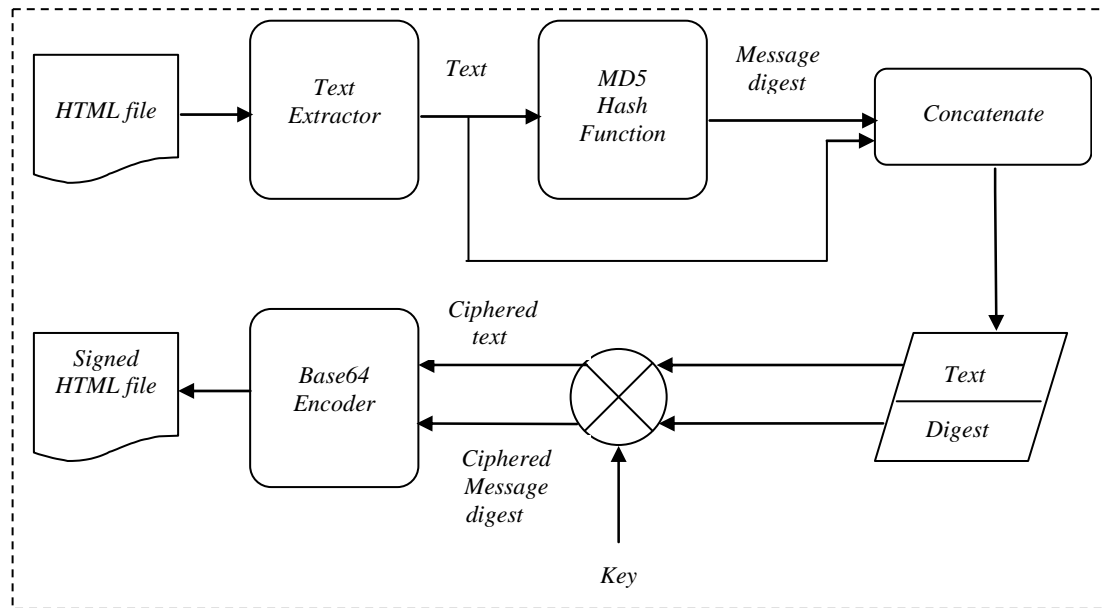 HTML file
Text
Extractor
Text
MD5
Hash
Function
Message
digest
Concatenate
Signed
HTML file
Base64
Encoder
Ciphered
text
Ciphered
Message
digest
Text
Digest
Key